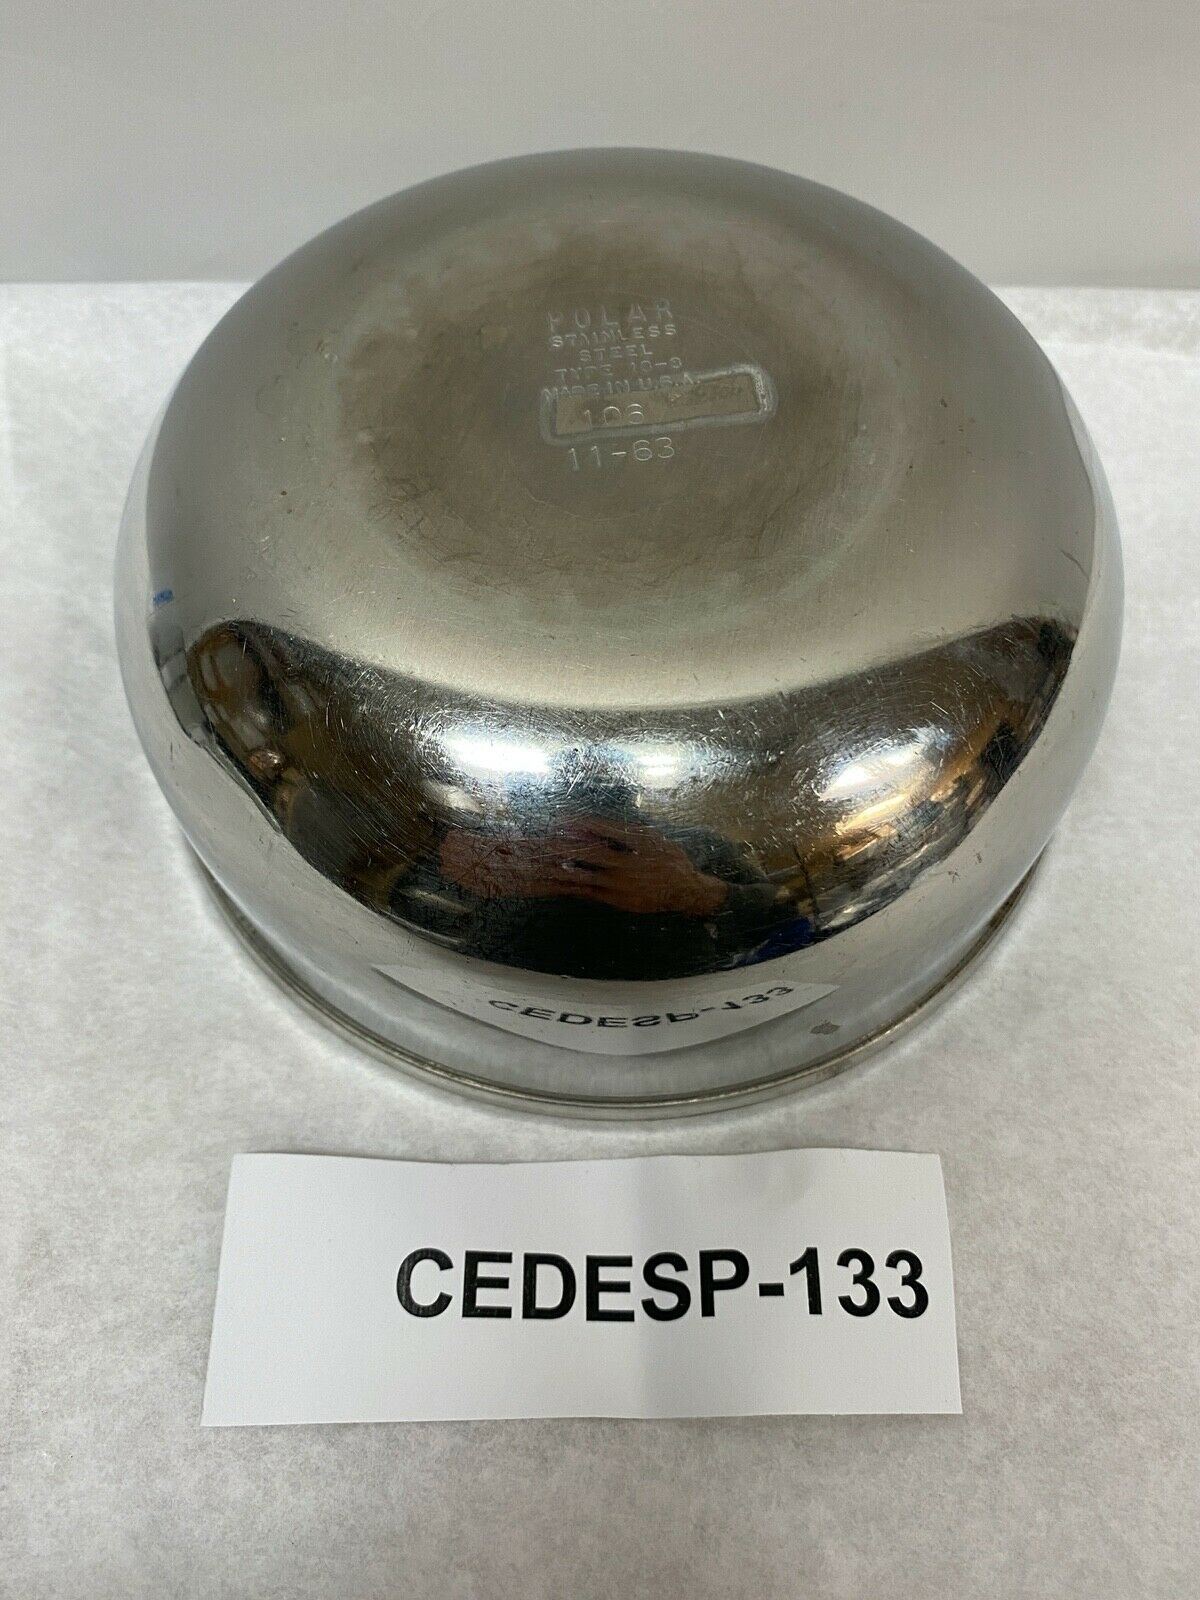 POLAR
STAINLESS
STEEL
TYPE 18-8
MADE IN U.S.A.
106
11-63
CEDESP-133
CEDESP-133